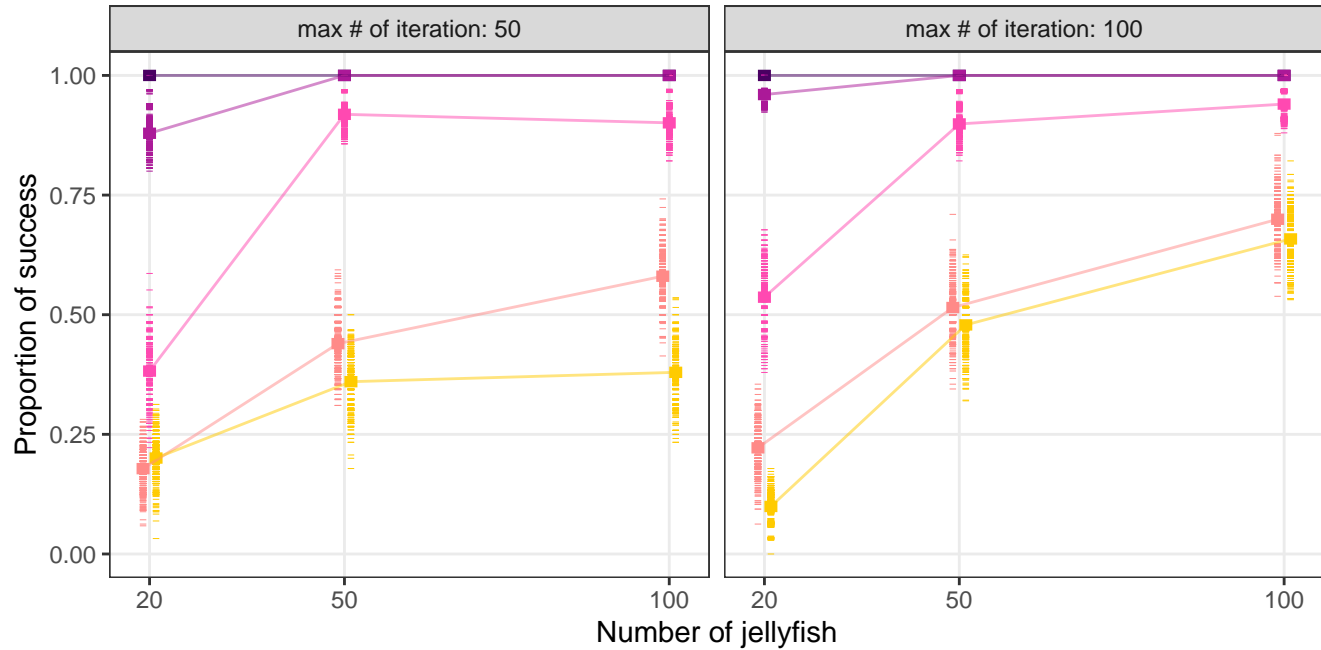 max # of iteration: 50
max # of iteration: 100
Proportion of success
1.00
0.75
0.50
0.25
0.00
20
50
100
20
50
100
Number of jellyfish